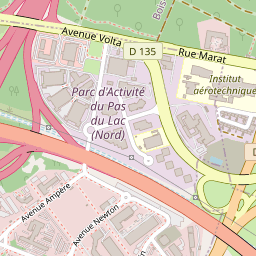 Avenue Volta
D 135
Rue Marat
Institut
aérotechnique
Parc d'Activité
du Pas
du Lac
(Nord)
Avenue Ampère
Avenue Newton